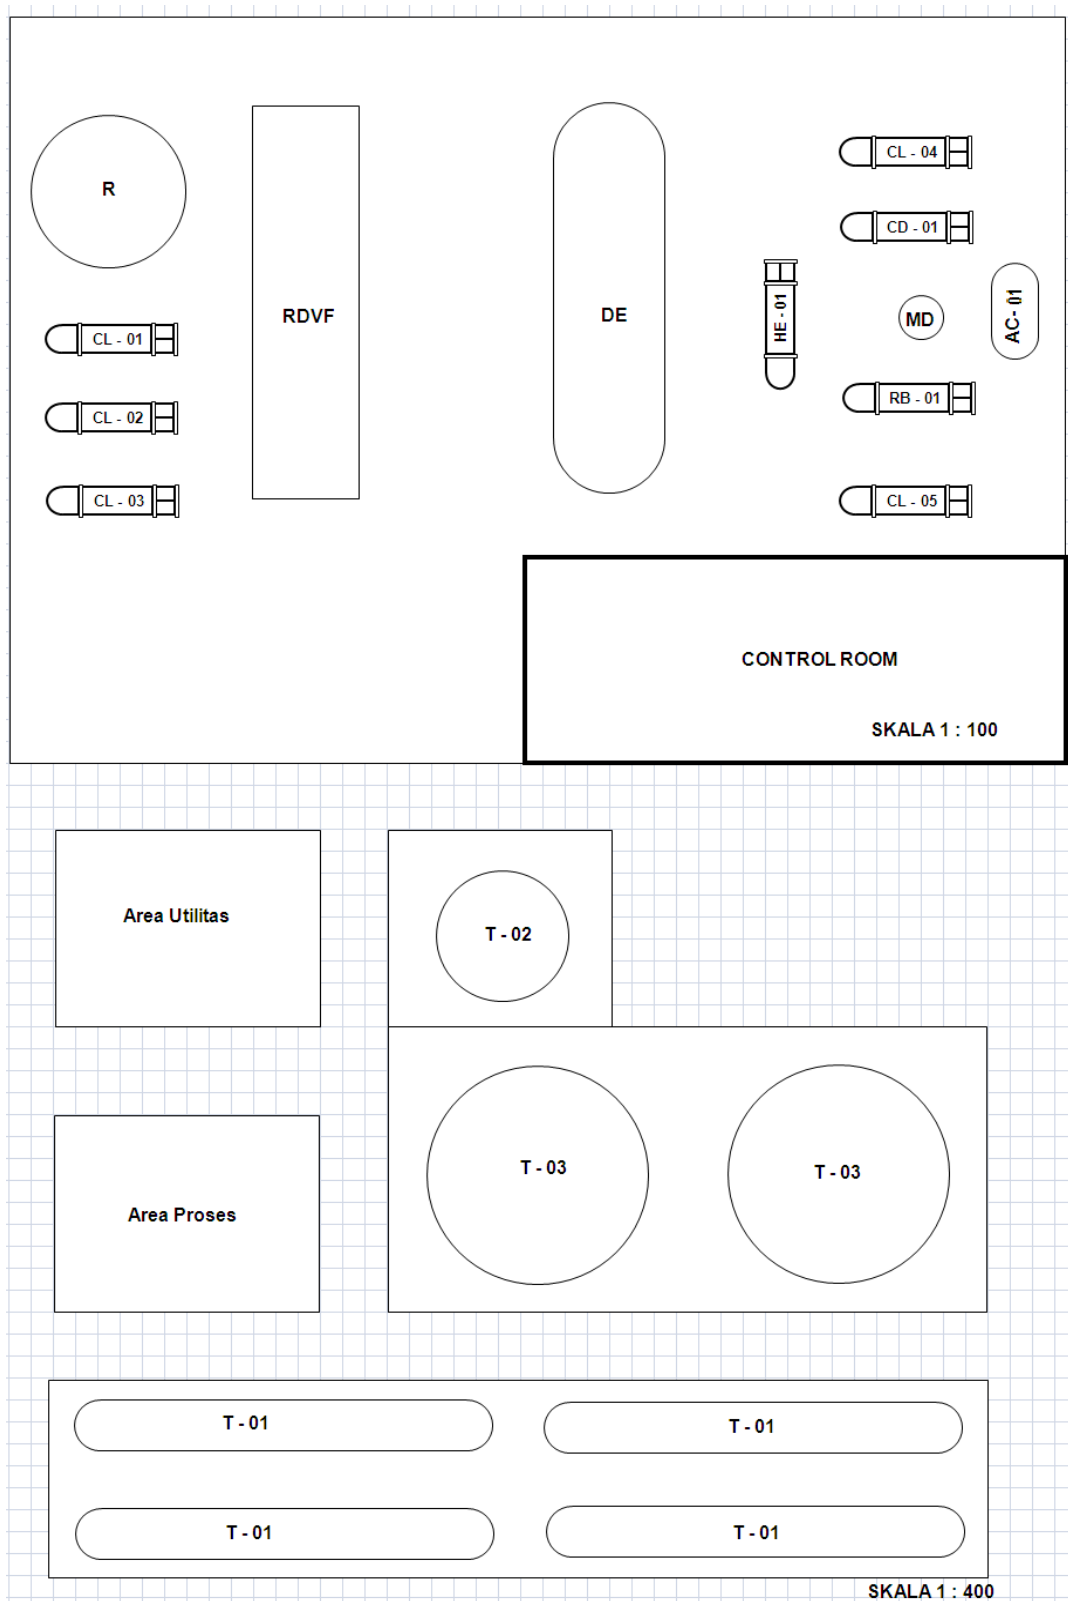 CL - 04
R
CD - 01
RDVF
DE
HE - 01
MD
AC- 01
CL - 01
RB - 01
CL - 02
CL - 03
CL - 05
CONTROL ROOM
SKALA 1 : 100
Area Utilitas
T - 02
T - 03
T - 03
Area Proses
T - 01
T - 01
T - 01
T - 01
SKALA 1 : 400